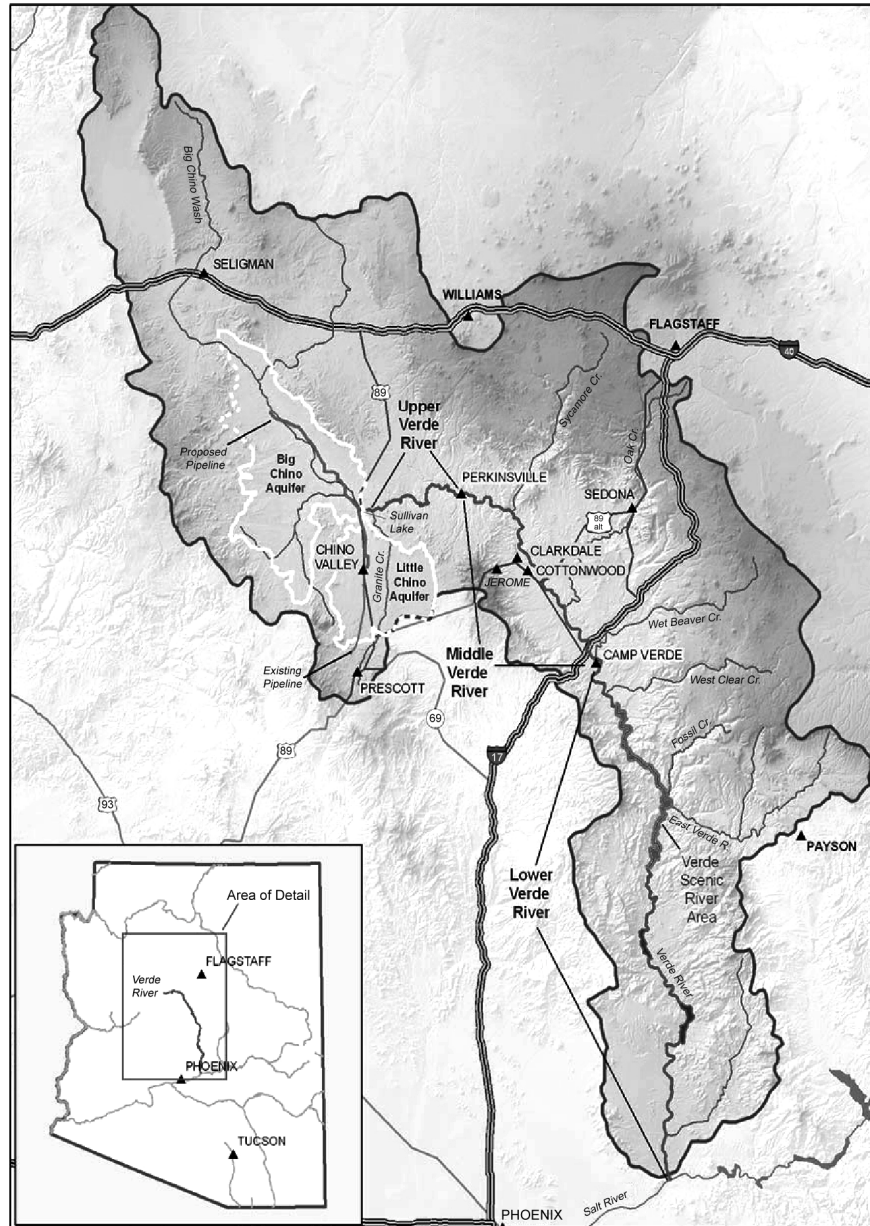 Big Chino Wash
SELIGMAN
WILLIAMS
FLAGSTAFF
40
89
Sycamore Cr.
Oak Cr.
Upper
Verde
River
Proposed
Pipeline
Big
Chino
Aquifer
PERKINSVILLE
SEDONA
89
alt
Sullivan
Lake
CHINO
VALLEY
Granite Cr.
Little
Chino
Aquifer
CLARKDALE
COTTONWOOD
JEROME
Wet Beaver Cr.
Middle
Verde
River
CAMP VERDE
West Clear Cr.
Existing
Pipeline
PRESCOTT
69
89
17
Fossil Cr.
93
East Verde R.
PAYSON
Lower
Verde
River
Verde
Scenic
River
Area
Verde River
Area of Detail
FLAGSTAFF
Verde
River
PHOENIX
TUCSON
Salt River
PHOENIX